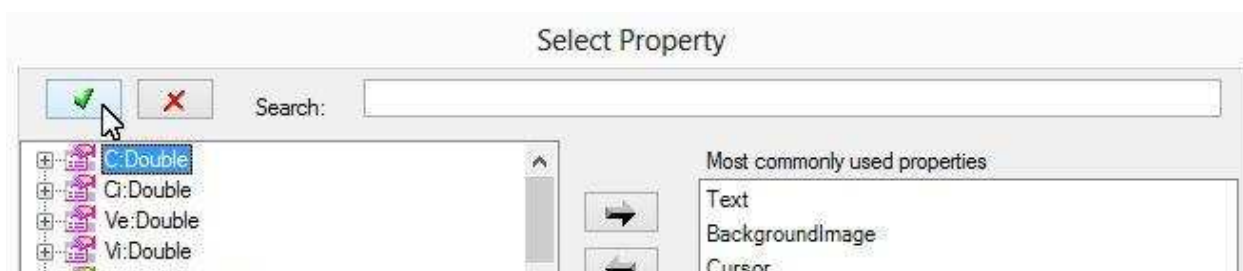 Select Property
Search:
C:Double
Ci:Double
Ve:Double
Vi:Double
Most commonly used properties
Text
BackgroundImage
Cursor